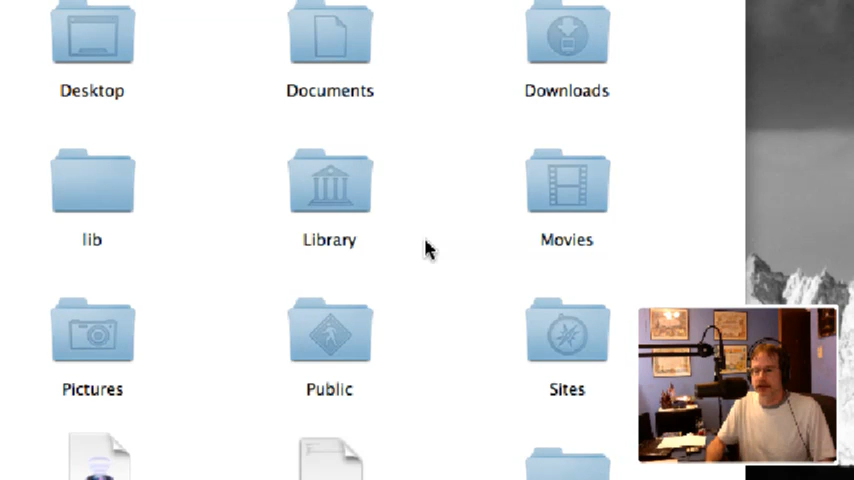 Desktop
Documents
Downloads
lib
Library
Movies
Pictures
Public
Sites